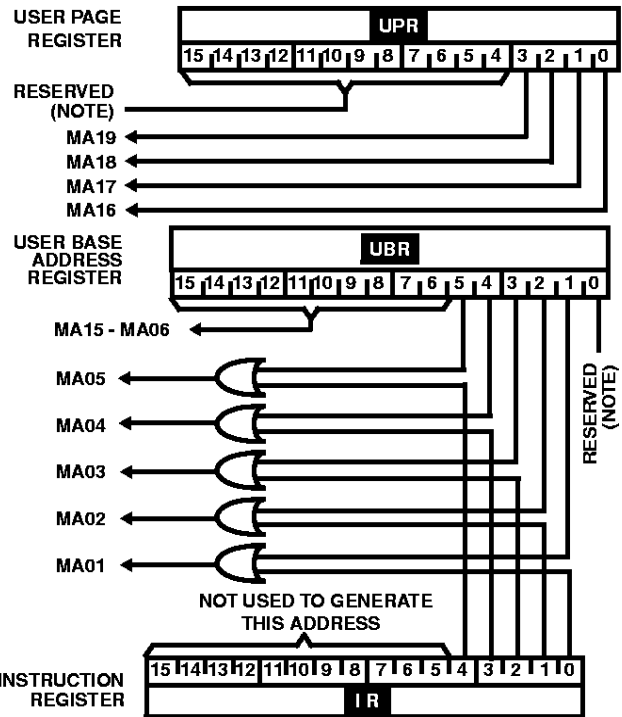 USER PAGE
REGISTER
UPR
15 14 13 12 11 10 9 8 7 6 5 4 3 2 1 0
RESERVED
(NOTE)
MA19
MA18
MA17
MA16
USER BASE
ADDRESS
REGISTER
UBR
15 14 13 12 11 10 9 8 7 6 5 4 3 2 1 0
MA15 - MA06
MA05
MA04
MA03
MA02
MA01
RESERVED
(NOTE)
NOT USED TO GENERATE
THIS ADDRESS
15 14 13 12 11 10 9 8 7 6 5 4 3 2 1 0
INSTRUCTION
REGISTER
IR